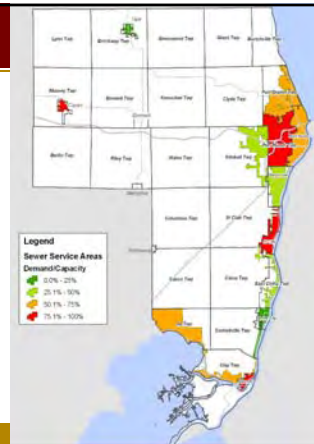 Lynn Twp
Brockway Twp
Greenwood Twp
Grant Twp
Burtchville Twp
Mussey Twp
Emmett Twp
Kenockee Twp
Clyde Twp
Fort Gratiot Twp
Berlin Twp
Riley Twp
Wales Twp
Kimball Twp
Columbus Twp
St Clair Twp
Casco Twp
China Twp
East China Twp
Ira Twp
Cottrellville Twp
Clay Twp
Legend
Sewer Service Areas
Demand/Capacity
0.0% - 25%
25.1% - 50%
50.1% - 75%
75.1% - 100%